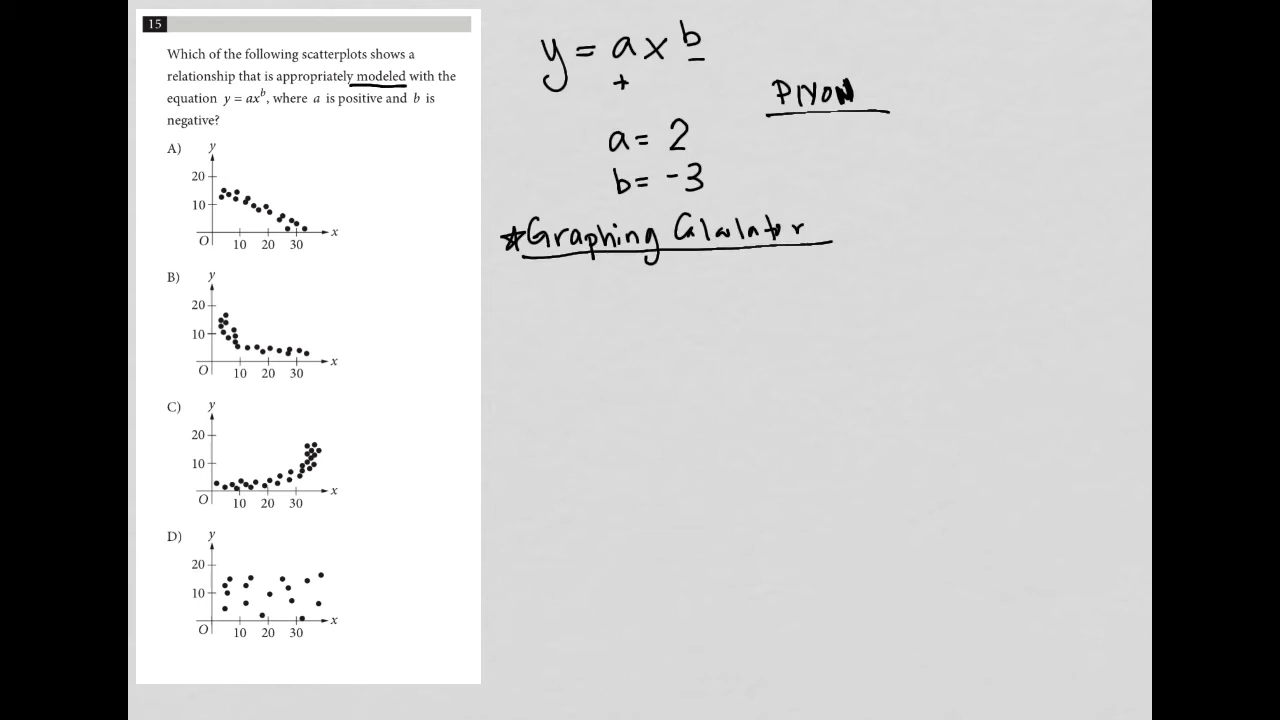 15
Which of the following scatterplots shows a
relationship that is appropriately modeled with the
equation y = ax^b, where a is positive and b is
negative?
A)
y
20
10
O
10 20 30
x
B)
y
20
10
O
10 20 30
x
C)
y
20
10
O
10 20 30
x
D)
y
20
10
O
10 20 30
x
y = ax^b
+ −
a = 2
b = -3
☆Graphing Calculator